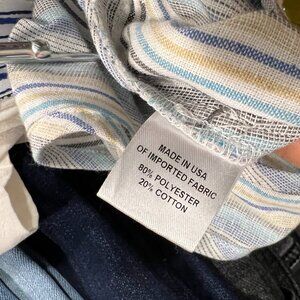 MADE IN USA
OF IMPORTED FABRIC
80% POLYESTER
20% COTTON